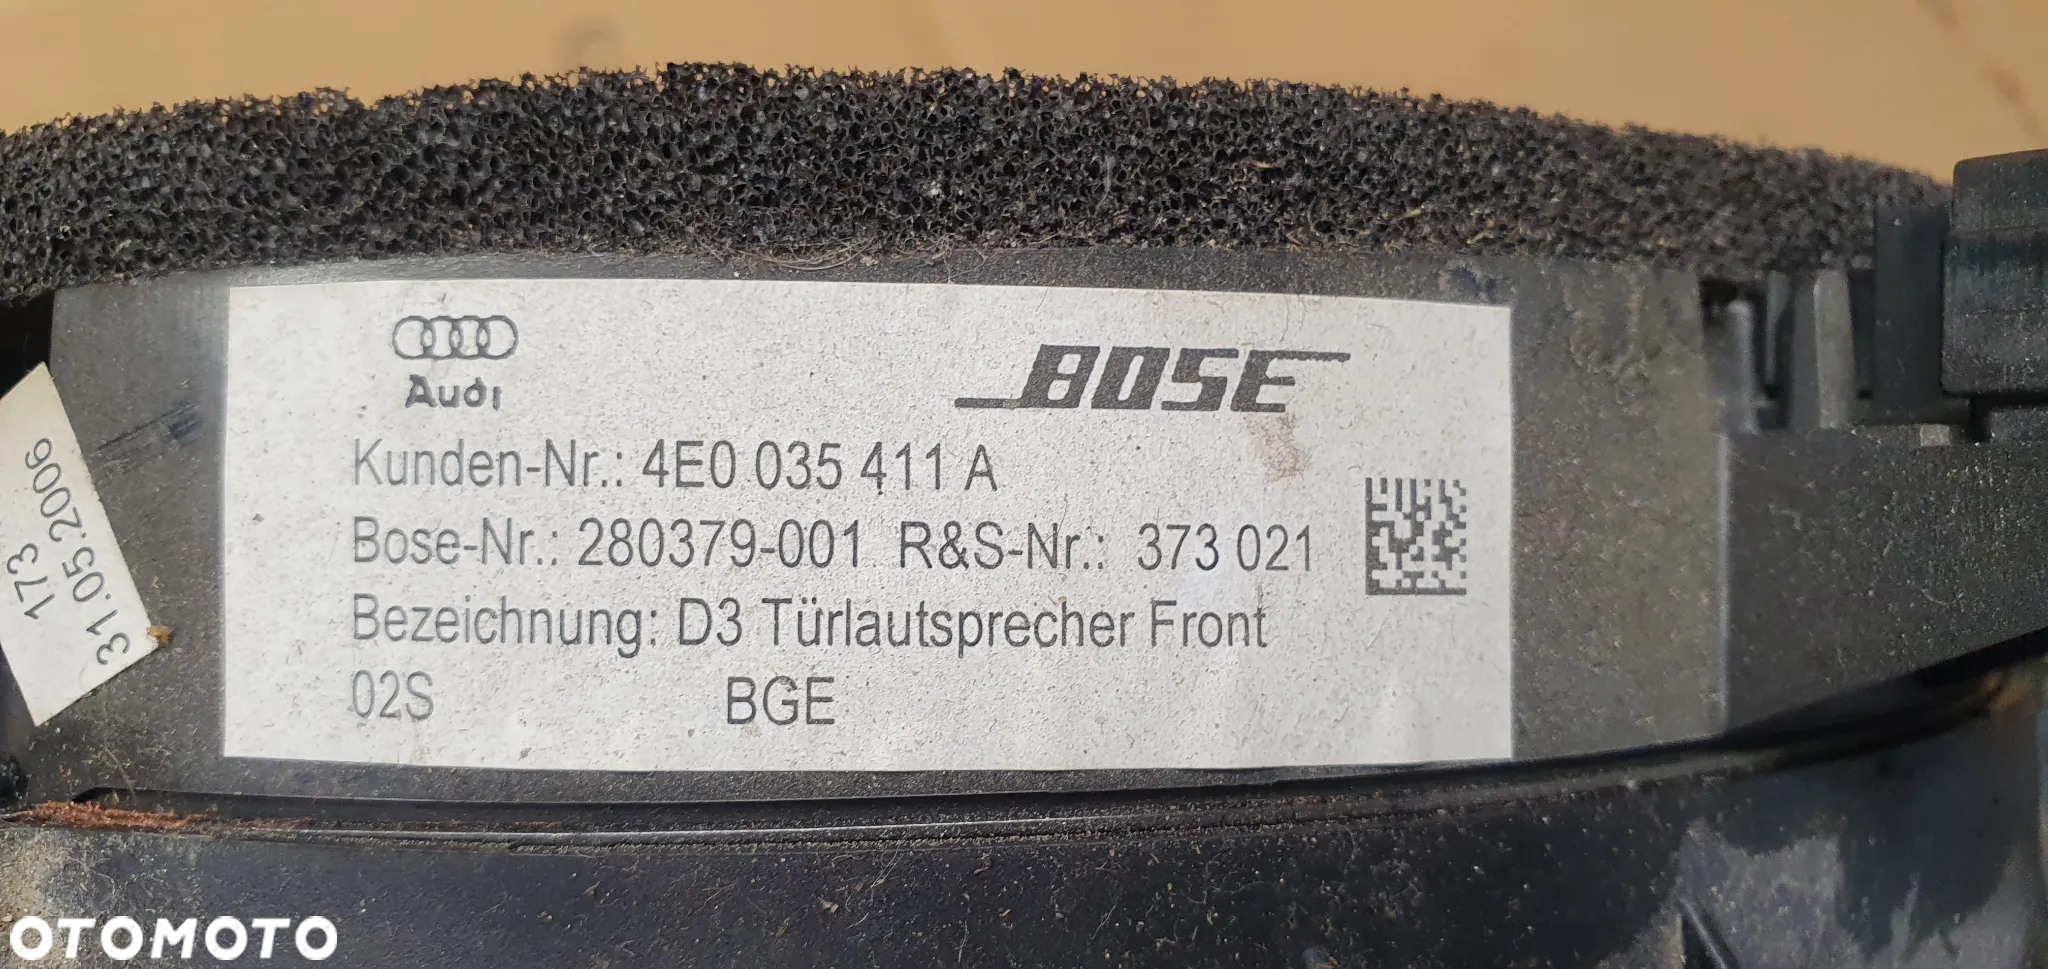 Audi
BOSE
Kunden-Nr.: 4E0 035 411 A
Bose-Nr.: 280379-001 R&S-Nr.: 373 021
Bezeichnung: D3 Türlautsprecher Front
02S BGE
173
31.05.2006
OTOMOTO